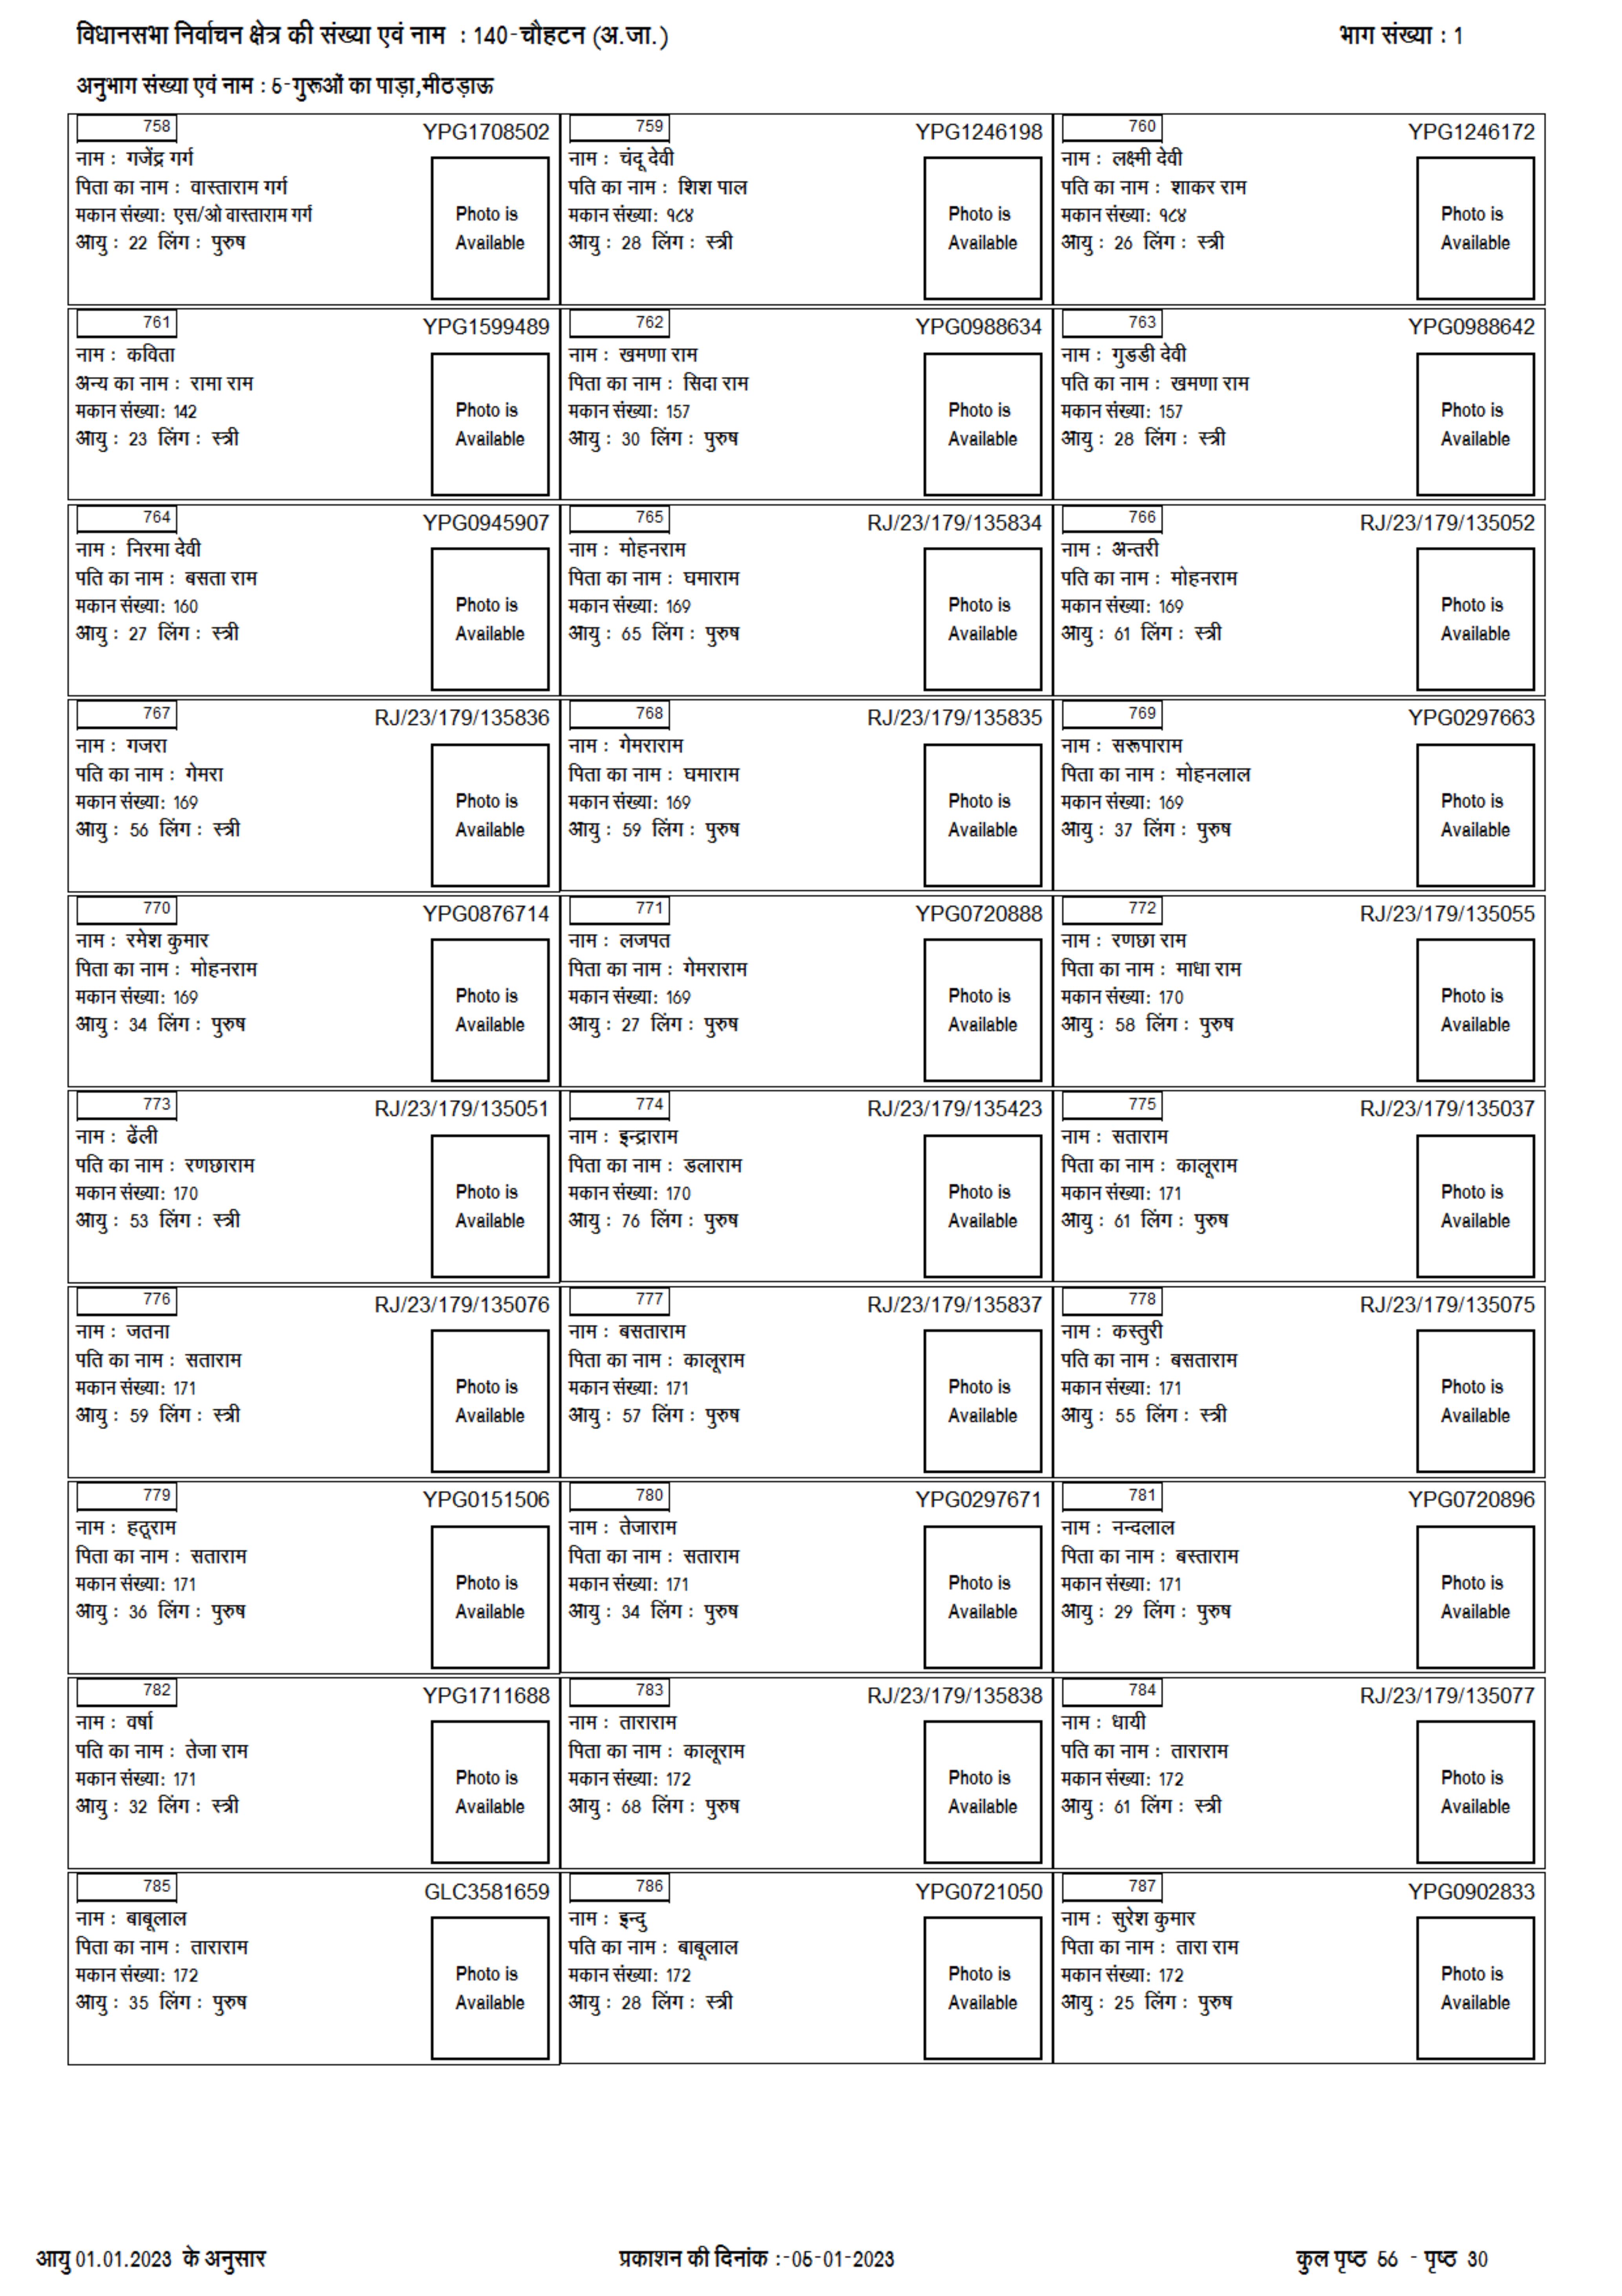 विधानसभा निर्वाचन क्षेत्र की संख्या एवं नाम : 140-चौहटन (अ.जा.) भाग संख्या : 1
अनुभाग संख्या एवं नाम : 5-गुरूओं का पाड़ा,मीठड़ाऊ
758 YPG1708502
नाम : गजेंद्र गर्ग
पिता का नाम : वास्ताराम गर्ग
मकान संख्या: एस/ओ वास्ताराम गर्ग
आयु : 22 लिंग : पुरुष
Photo is
Available
759 YPG1246198
नाम : चंदू देवी
पति का नाम : शिश पाल
मकान संख्या: १८४
आयु : 28 लिंग : स्त्री
Photo is
Available
760 YPG1246172
नाम : लक्ष्मी देवी
पति का नाम : शाकर राम
मकान संख्या: १८४
आयु : 26 लिंग : स्त्री
Photo is
Available
761 YPG1599489
नाम : कविता
अन्य का नाम : रामा राम
मकान संख्या: 142
आयु : 23 लिंग : स्त्री
Photo is
Available
762 YPG0988634
नाम : खमणा राम
पिता का नाम : सिदा राम
मकान संख्या: 157
आयु : 30 लिंग : पुरुष
Photo is
Available
763 YPG0988642
नाम : गुडडी देवी
पति का नाम : खमणा राम
मकान संख्या: 157
आयु : 28 लिंग : स्त्री
Photo is
Available
764 YPG0945907
नाम : निरमा देवी
पति का नाम : बसता राम
मकान संख्या: 160
आयु : 27 लिंग : स्त्री
Photo is
Available
765 RJ/23/179/135834
नाम : मोहनराम
पिता का नाम : घमाराम
मकान संख्या: 169
आयु : 65 लिंग : पुरुष
Photo is
Available
766 RJ/23/179/135052
नाम : अन्तरी
पति का नाम : मोहनराम
मकान संख्या: 169
आयु : 61 लिंग : स्त्री
Photo is
Available
767 RJ/23/179/135836
नाम : गजरा
पति का नाम : गेमरा
मकान संख्या: 169
आयु : 56 लिंग : स्त्री
Photo is
Available
768 RJ/23/179/135835
नाम : गेमराराम
पिता का नाम : घमाराम
मकान संख्या: 169
आयु : 59 लिंग : पुरुष
Photo is
Available
769 YPG0297663
नाम : सरूपाराम
पिता का नाम : मोहनलाल
मकान संख्या: 169
आयु : 37 लिंग : पुरुष
Photo is
Available
770 YPG0876714
नाम : रमेश कुमार
पिता का नाम : मोहनराम
मकान संख्या: 169
आयु : 34 लिंग : पुरुष
Photo is
Available
771 YPG0720888
नाम : लजपत
पिता का नाम : गेमराराम
मकान संख्या: 169
आयु : 27 लिंग : पुरुष
Photo is
Available
772 RJ/23/179/135055
नाम : रणछा राम
पिता का नाम : माधा राम
मकान संख्या: 170
आयु : 58 लिंग : पुरुष
Photo is
Available
773 RJ/23/179/135051
नाम : ढेंली
पति का नाम : रणछाराम
मकान संख्या: 170
आयु : 53 लिंग : स्त्री
Photo is
Available
774 RJ/23/179/135423
नाम : इन्द्राराम
पिता का नाम : डलाराम
मकान संख्या: 170
आयु : 76 लिंग : पुरुष
Photo is
Available
775 RJ/23/179/135037
नाम : सताराम
पिता का नाम : कालूराम
मकान संख्या: 171
आयु : 61 लिंग : पुरुष
Photo is
Available
776 RJ/23/179/135076
नाम : जतना
पति का नाम : सताराम
मकान संख्या: 171
आयु : 59 लिंग : स्त्री
Photo is
Available
777 RJ/23/179/135837
नाम : बसताराम
पिता का नाम : कालूराम
मकान संख्या: 171
आयु : 57 लिंग : पुरुष
Photo is
Available
778 RJ/23/179/135075
नाम : कस्तुरी
पति का नाम : बसताराम
मकान संख्या: 171
आयु : 55 लिंग : स्त्री
Photo is
Available
779 YPG0151506
नाम : हठूराम
पिता का नाम : सताराम
मकान संख्या: 171
आयु : 36 लिंग : पुरुष
Photo is
Available
780 YPG0297671
नाम : तेजाराम
पिता का नाम : सताराम
मकान संख्या: 171
आयु : 34 लिंग : पुरुष
Photo is
Available
781 YPG0720896
नाम : नन्दलाल
पिता का नाम : बस्ताराम
मकान संख्या: 171
आयु : 29 लिंग : पुरुष
Photo is
Available
782 YPG1711688
नाम : वर्षा
पति का नाम : तेजा राम
मकान संख्या: 171
आयु : 32 लिंग : स्त्री
Photo is
Available
783 RJ/23/179/135838
नाम : ताराराम
पिता का नाम : कालूराम
मकान संख्या: 172
आयु : 68 लिंग : पुरुष
Photo is
Available
784 RJ/23/179/135077
नाम : धायी
पति का नाम : ताराराम
मकान संख्या: 172
आयु : 61 लिंग : स्त्री
Photo is
Available
785 GLC3581659
नाम : बाबूलाल
पिता का नाम : ताराराम
मकान संख्या: 172
आयु : 35 लिंग : पुरुष
Photo is
Available
786 YPG0721050
नाम : इन्दु
पति का नाम : बाबूलाल
मकान संख्या: 172
आयु : 28 लिंग : स्त्री
Photo is
Available
787 YPG0902833
नाम : सुरेश कुमार
पिता का नाम : तारा राम
मकान संख्या: 172
आयु : 25 लिंग : पुरुष
Photo is
Available
आयु 01.01.2023 के अनुसार प्रकाशन की दिनांक :-05-01-2023 कुल पृष्ठ 56 - पृष्ठ 30